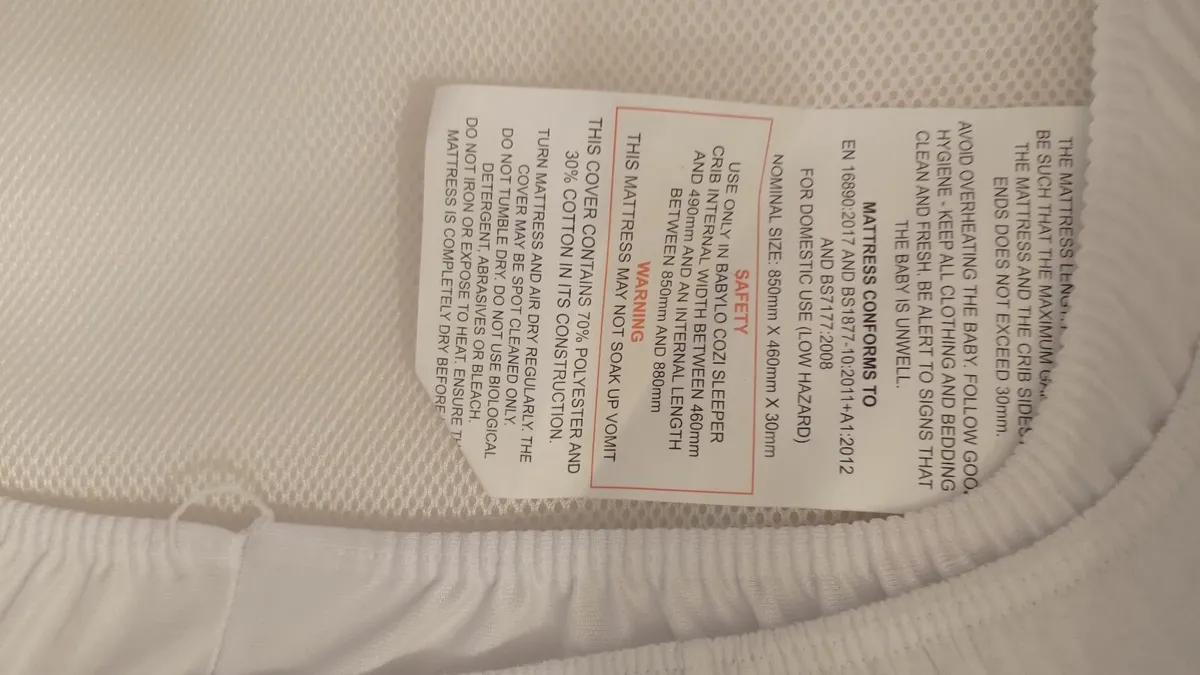 THE MATTRESS
BE SUCH THAT THE MAXIMUM
THE MATTRESS AND THE CRIB SIDES,
ENDS DOES NOT EXCEED 30mm.
AVOID OVERHEATING THE BABY. FOLLOW
HYGIENE - KEEP ALL CLOTHING AND BEDDING
CLEAN AND FRESH. BE ALERT TO SIGNS THAT
THE BABY IS UNWELL.
MATTRESS CONFORMS TO
EN 16890:2017 AND BS1877-10:2011+A1:2012
AND BS7177:2008
FOR DOMESTIC USE (LOW HAZARD)
NOMINAL SIZE: 850mm X 460mm X 30mm
SAFETY
USE ONLY IN BABYLO COZI SLEEPER
CRIB INTERNAL WIDTH BETWEEN 460mm
AND 490mm AND AN INTERNAL LENGTH
BETWEEN 850mm AND 880mm
WARNING
THIS MATTRESS MAY NOT SOAK UP VOMIT
THIS COVER CONTAINS 70% POLYESTER AND
30% COTTON IN ITS CONSTRUCTION.
TURN MATTRESS AND AIR DRY REGULARLY. THE
COVER MAY BE SPOT CLEANED ONLY.
DO NOT TUMBLE DRY. DO NOT USE BIOLOGICAL
DETERGENT, ABRASIVES OR BLEACH.
DO NOT IRON OR EXPOSE TO HEAT. ENSURE
MATTRESS IS COMPLETELY DRY BEFORE